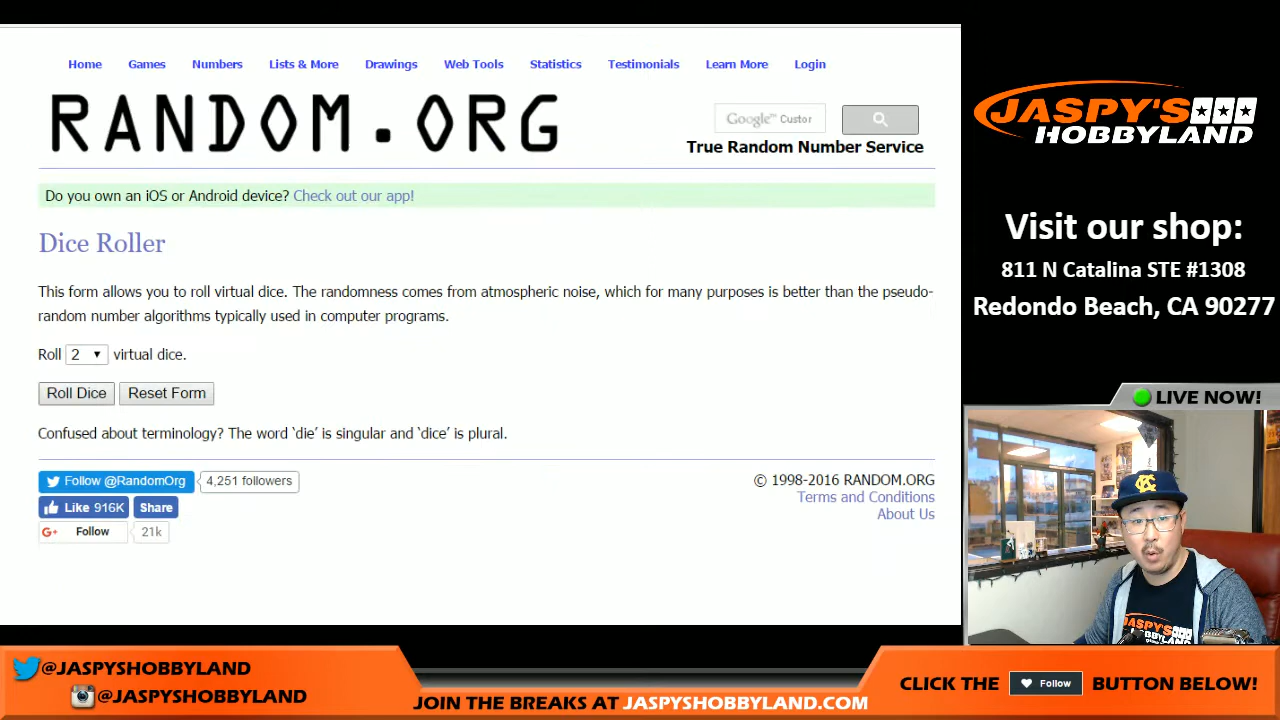 Home Games Numbers Lists & More Drawings Web Tools Statistics Testimonials Learn More Login
RANDOM.ORG
Google™ Custor
True Random Number Service
Do you own an iOS or Android device? Check out our app!
Dice Roller
This form allows you to roll virtual dice. The randomness comes from atmospheric noise, which for many purposes is better than the pseudo-
random number algorithms typically used in computer programs.
Roll 2 virtual dice.
Roll Dice Reset Form
Confused about terminology? The word ‘die’ is singular and ‘dice’ is plural.
Follow @RandomOrg 4,251 followers
Like 916K Share
G+ Follow 21k
© 1998-2016 RANDOM.ORG
Terms and Conditions
About Us
JASPY'S
HOBBYLAND
Visit our shop:
811 N Catalina STE #1308
Redondo Beach, CA 90277
LIVE NOW!
JASPY'S
HOBBYLAND
@JASPYSHOBBYLAND
@JASPYSHOBBYLAND
JOIN THE BREAKS AT JASPYSHOBBYLAND.COM
CLICK THE Follow BUTTON BELOW!